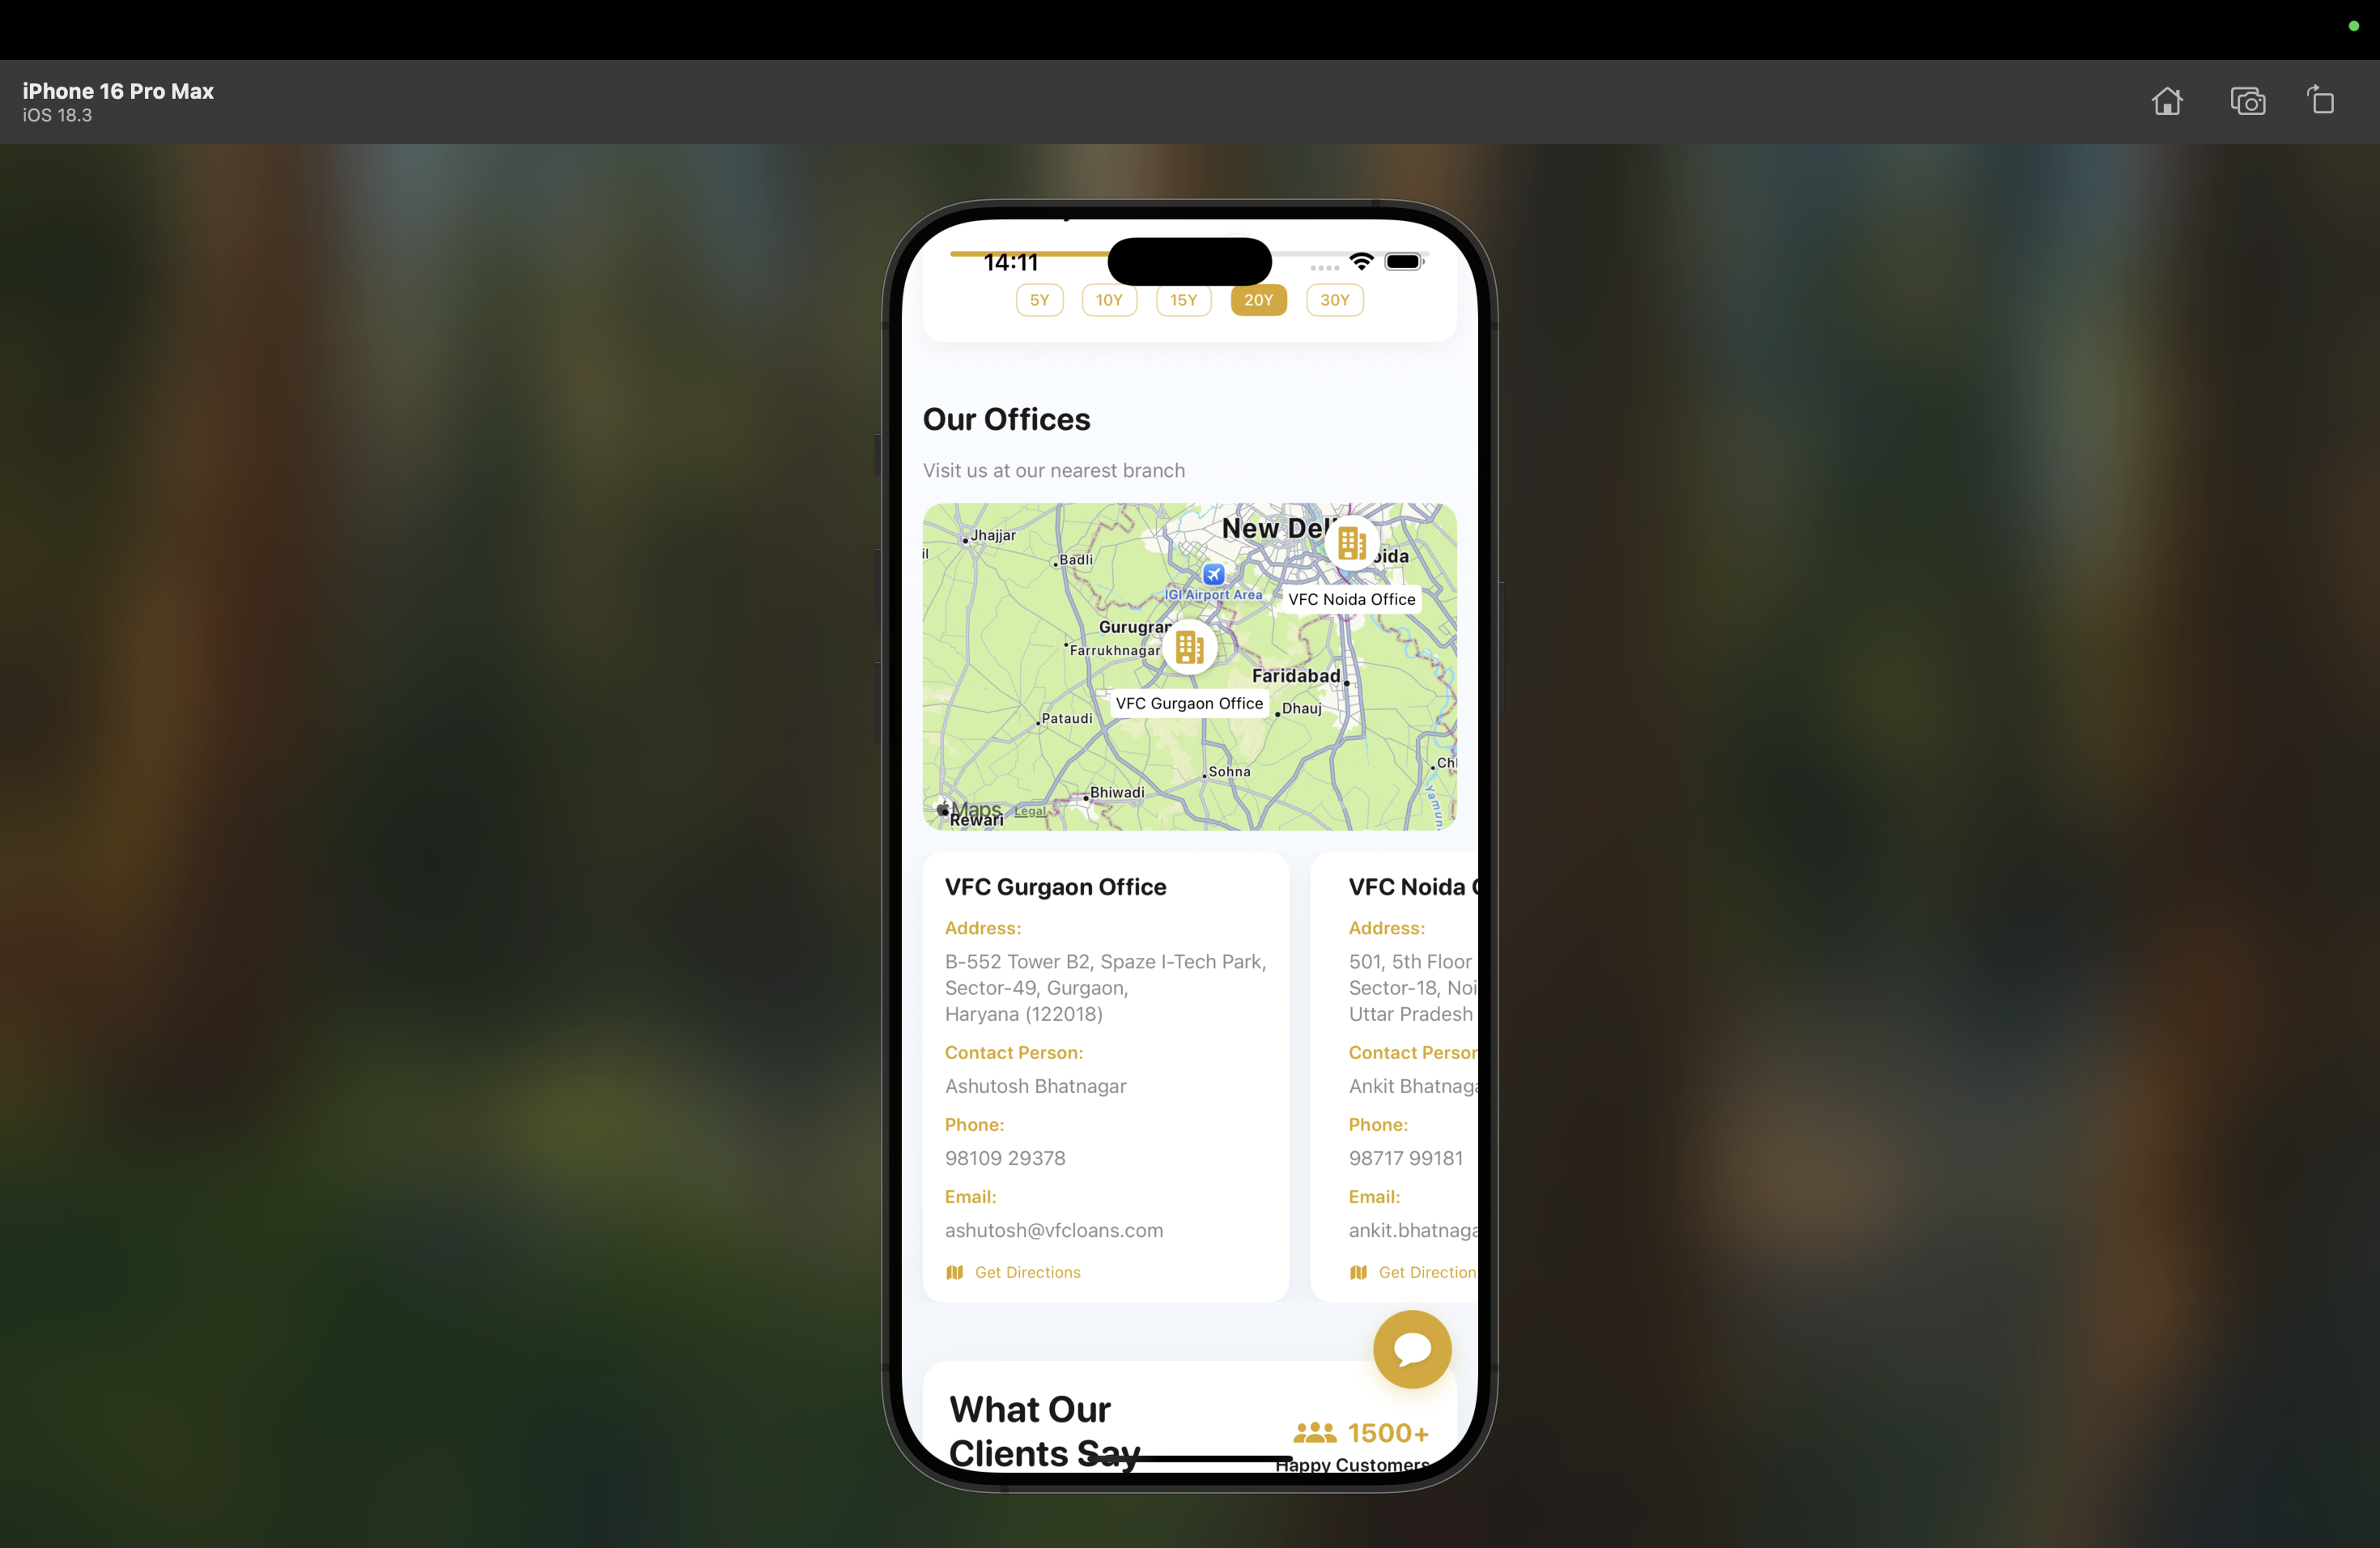 iPhone 16 Pro Max
iOS 18.3
14:11
5Y 10Y 15Y 20Y 30Y
Our Offices
Visit us at our nearest branch
New Del
Jhajjar
il
Badli
oida
IGI Airport Area
VFC Noida Office
Gurugram
Farrukhnagar
Faridabad
VFC Gurgaon Office
Dhauj
Pataudi
Sohna
Ch
Bhiwadi
Yamun
Maps
Legal
Rewari
VFC Gurgaon Office
Address:
B-552 Tower B2, Spaze I-Tech Park,
Sector-49, Gurgaon,
Haryana (122018)
Contact Person:
Ashutosh Bhatnagar
Phone:
98109 29378
Email:
ashutosh@vfcloans.com
Get Directions
VFC Noida O
Address:
501, 5th Floor
Sector-18, Noi
Uttar Pradesh
Contact Person
Ankit Bhatnaga
Phone:
98717 99181
Email:
ankit.bhatnaga
Get Direction
What Our
Clients Say
1500+
Happy Customers